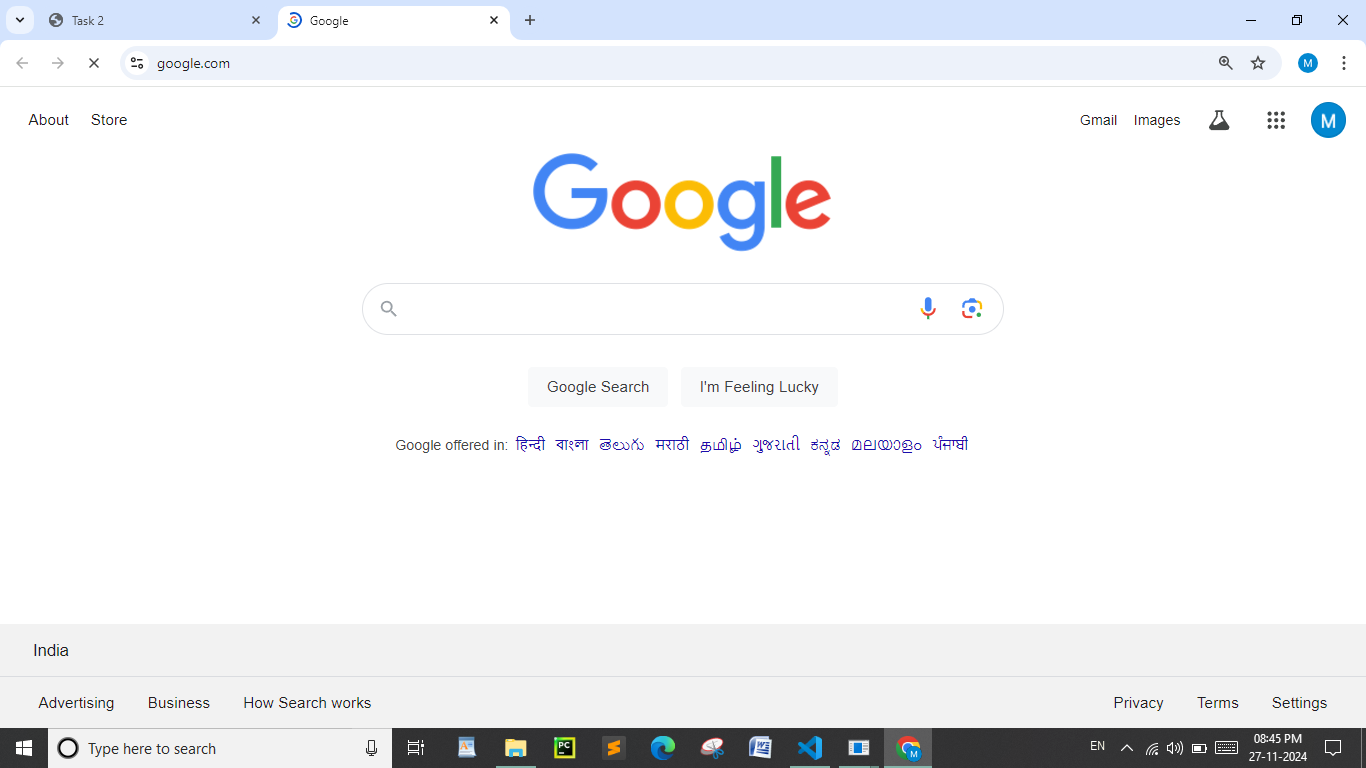 Task 2 Google
google.com M
About Store Gmail Images M
Google
Google Search I'm Feeling Lucky
Google offered in: हिन्दी বাংলা తెలుగు मराठी தமிழ் ગુજરાતી ಕನ್ನಡ മലയാളം ਪੰਜਾਬੀ
India
Advertising Business How Search works Privacy Terms Settings
Type here to search PC W M EN 08:45 PM
27-11-2024